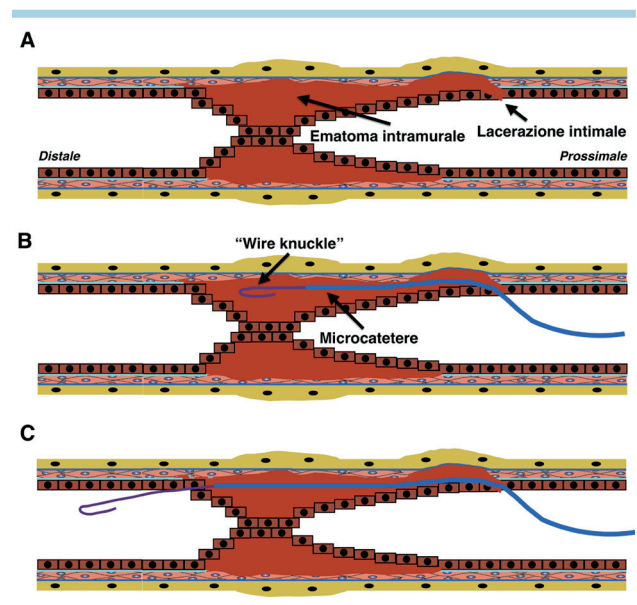 A
Ematoma intramurale
Lacerazione intimale
Distale
Prossimale
B
“Wire knuckle”
Microcatetere
C